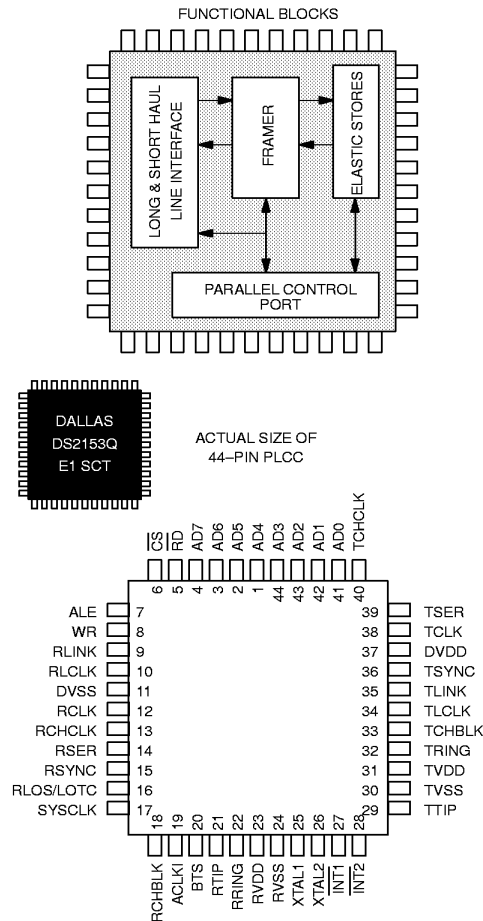 FUNCTIONAL BLOCKS
LONG & SHORT HAUL
LINE INTERFACE
FRAMER
ELASTIC STORES
PARALLEL CONTROL
PORT
DALLAS
DS2153Q
E1 SCT
ACTUAL SIZE OF
44–PIN PLCC
CS RD AD7 AD6 AD5 AD4 AD3 AD2 AD1 AD0 TCHCLK
6 5 4 3 2 1 44 43 42 41 40
ALE 7 39 TSER
WR 8 38 TCLK
RLINK 9 37 DVDD
RLCLK 10 36 TSYNC
DVSS 11 35 TLINK
RCLK 12 34 TLCLK
RCHCLK 13 33 TCHBLK
RSER 14 32 TRING
RSYNC 15 31 TVDD
RLOS/LOTC 16 30 TVSS
SYSCLK 17 29 TTIP
18 19 20 21 22 23 24 25 26 27 28
RCHBLK ACLKI BTS RTIP RRING RVDD RVSS XTAL1 XTAL2 INT1 INT2